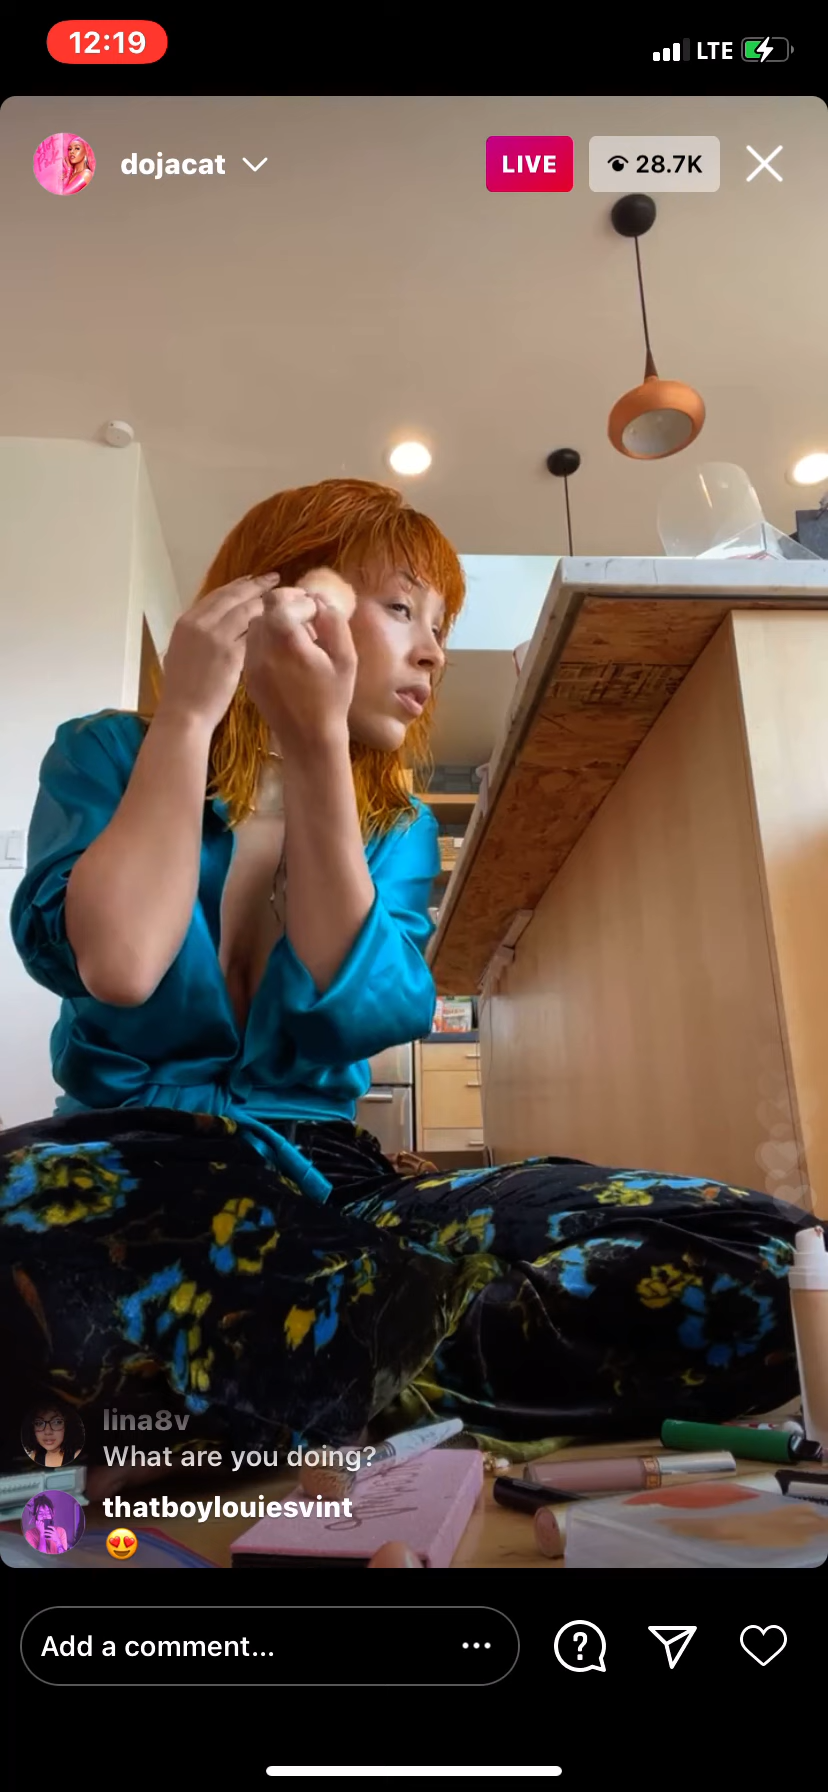 12:19
LTE
dojacat
LIVE
28.7K
lina8v
What are you doing?
thatboylouiesvint
😍
Add a comment...